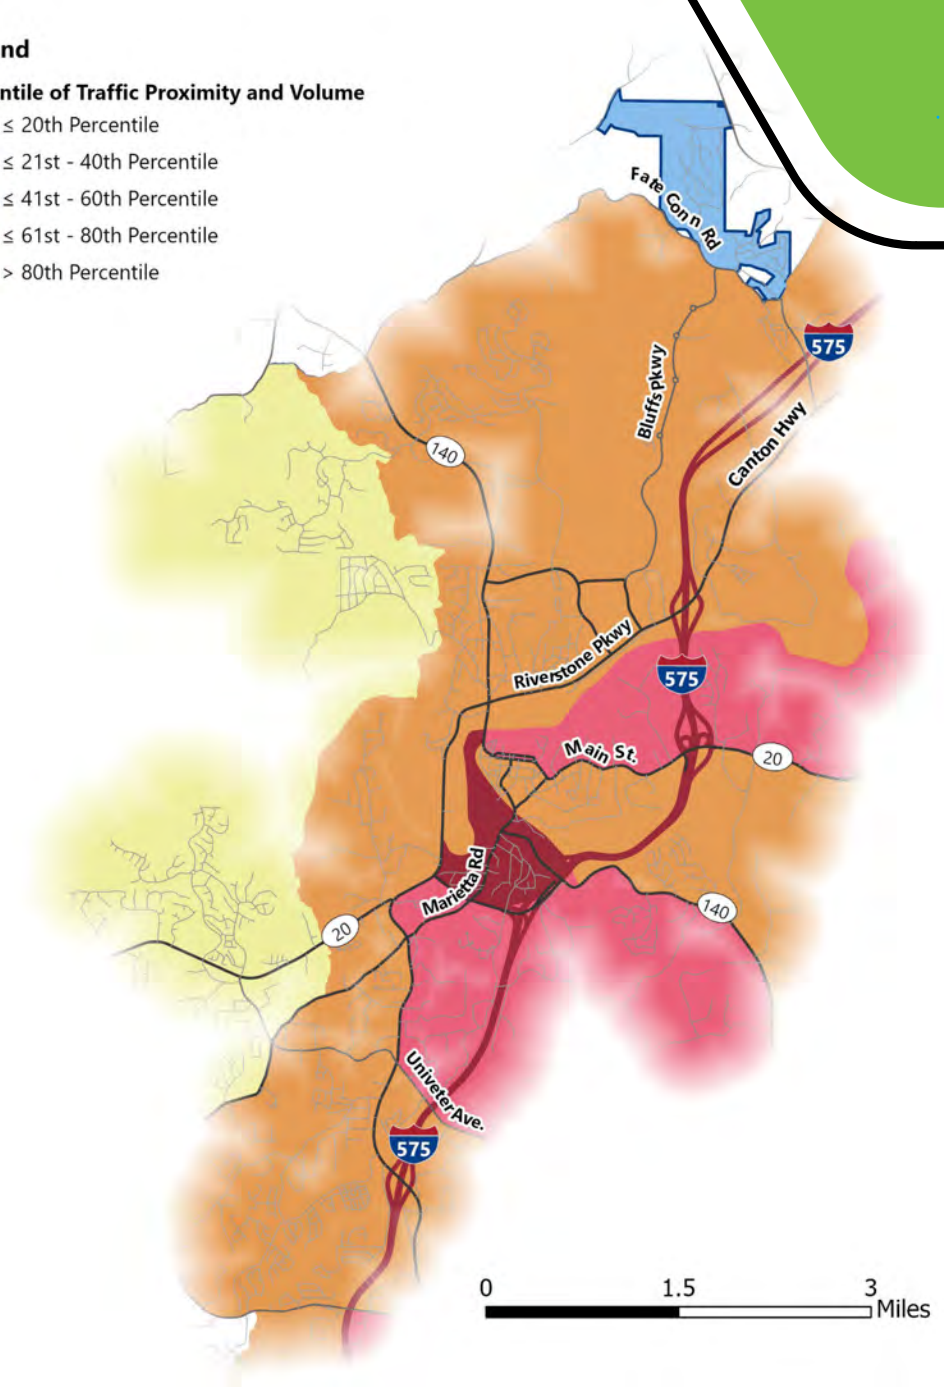 nd
ntile of Traffic Proximity and Volume
≤ 20th Percentile
≤ 21st - 40th Percentile
≤ 41st - 60th Percentile
≤ 61st - 80th Percentile
> 80th Percentile
Fate Conn Rd
575
Bluffs Pkwy
Canton Hwy
140
Riverstone Pkwy
575
Main St.
20
Marietta Rd
140
20
Univeter Ave.
575
0 1.5 3
Miles